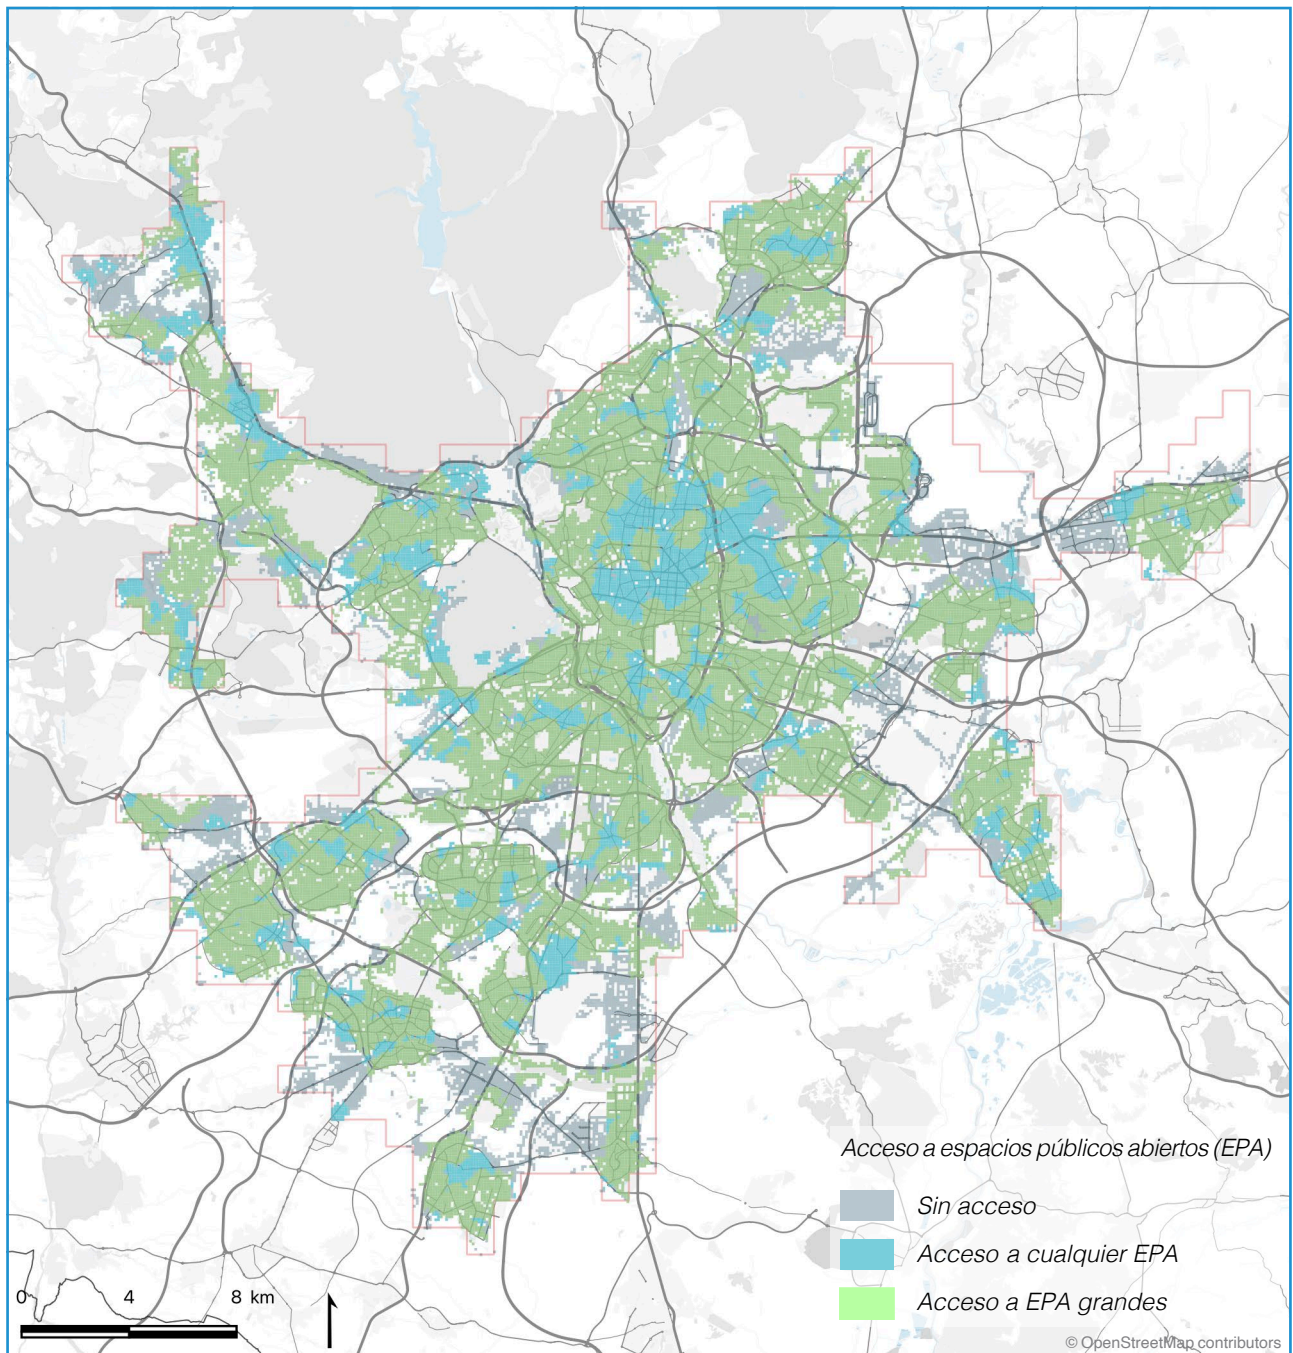 Acceso a espacios públicos abiertos (EPA)
Sin acceso
Acceso a cualquier EPA
Acceso a EPA grandes
0 4 8 km
© OpenStreetMap contributors